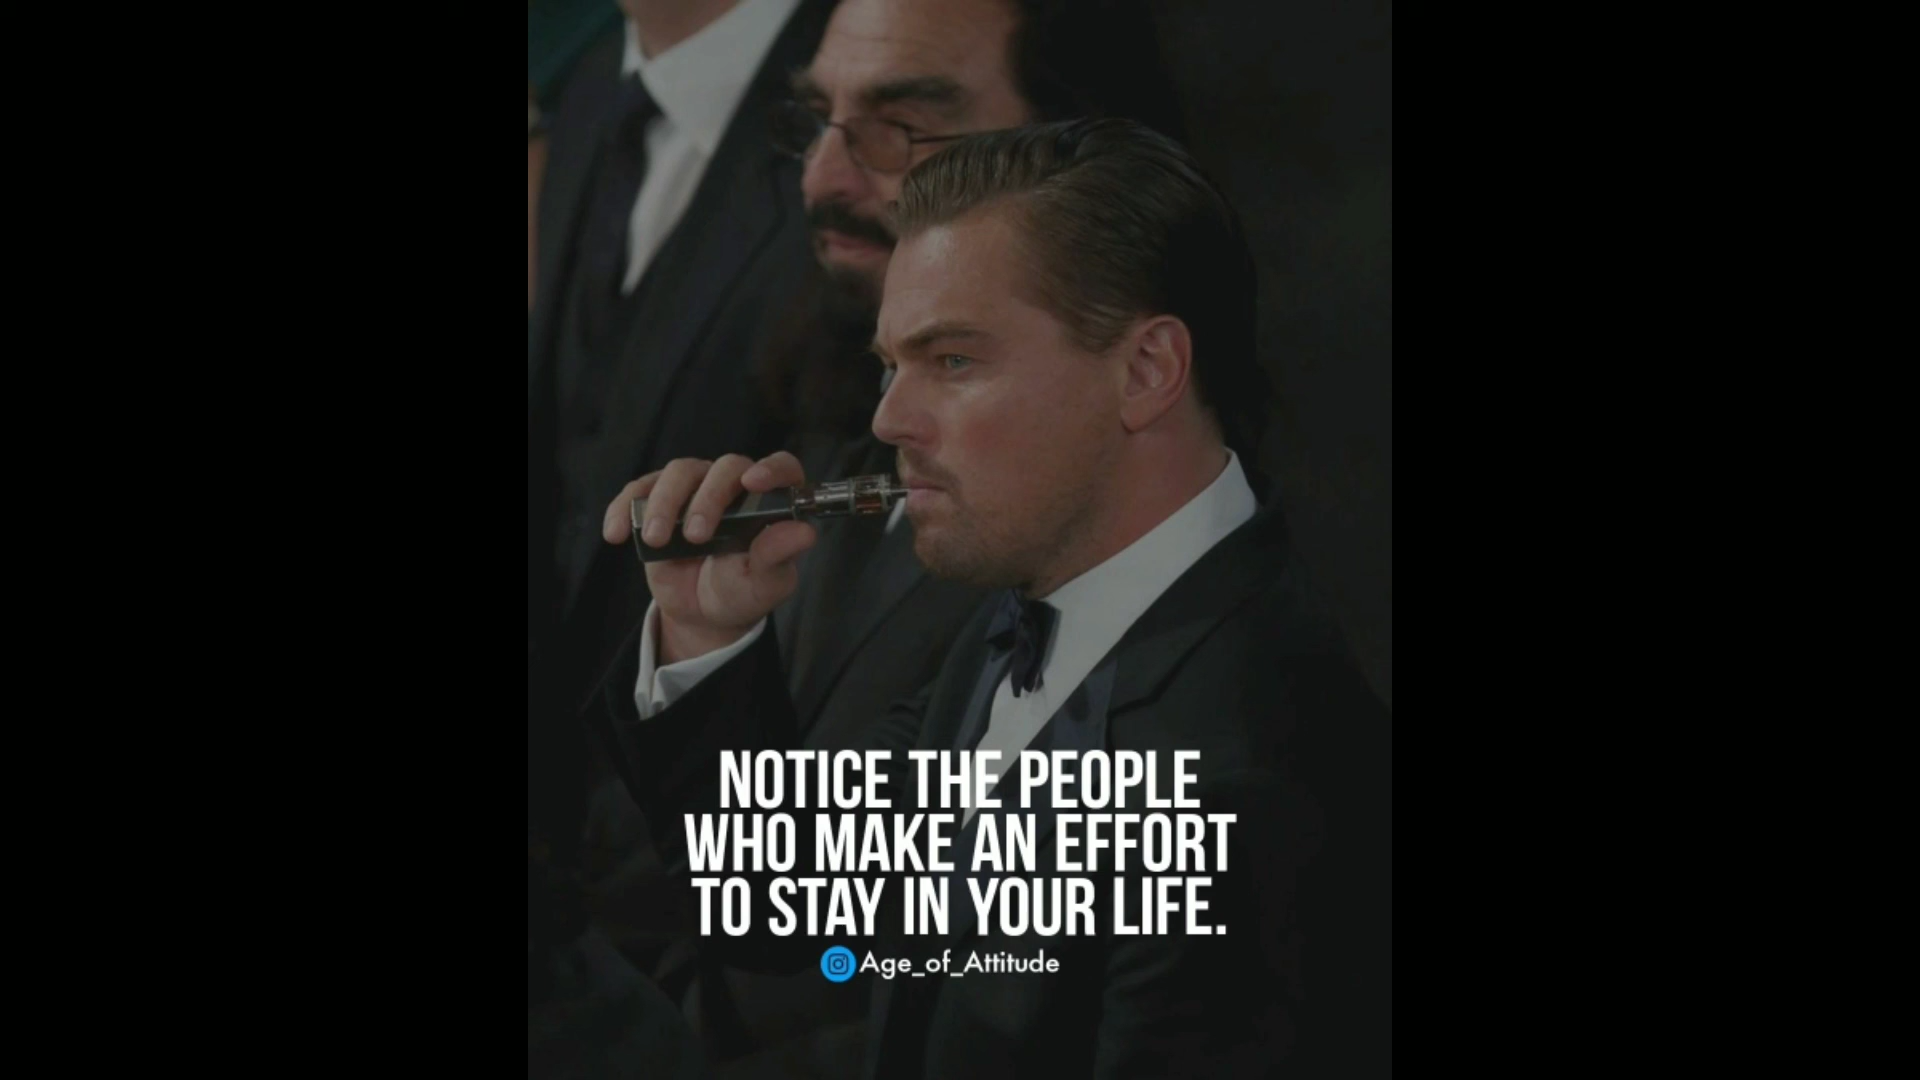 NOTICE THE PEOPLE
WHO MAKE AN EFFORT
TO STAY IN YOUR LIFE.
Age_of_Attitude